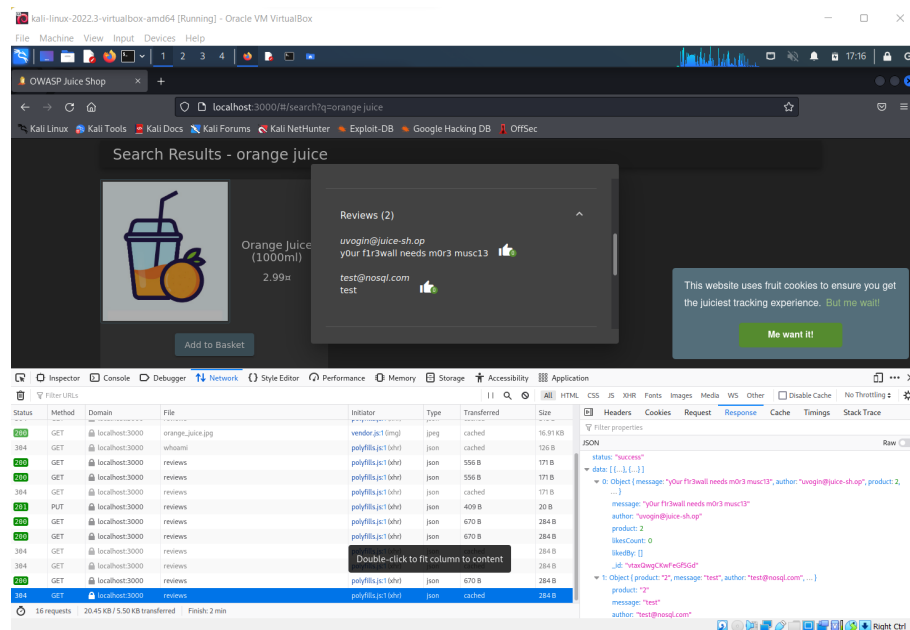 kali-linux-2022.3-virtualbox-amd64 [Running] - Oracle VM VirtualBox
File Machine View Input Devices Help
1 2 3 4 17:16
OWASP Juice Shop
localhost:3000/#/search?q=orange juice
Kali Linux Kali Tools Kali Docs Kali Forums Kali NetHunter Exploit-DB Google Hacking DB OffSec
Search Results - orange juice
Orange Juice
(1000ml)
2.99¤
Add to Basket
Reviews (2)
uvogin@juice-sh.op
y0ur f1r3wall needs m0r3 musc13
test@nosql.com
test
This website uses fruit cookies to ensure you get
the juiciest tracking experience. But me wait!
Me want it!
Inspector Console Debugger Network Style Editor Performance Memory Storage Accessibility Application
Filter URLs
All HTML CSS JS XHR Fonts Images Media WS Other Disable Cache No Throttling
Status Method Domain File Initiator Type Transferred Size
200 GET localhost:3000 orange_juice.jpg vendor.js:1 (img) jpeg cached 16.91 KB
304 GET localhost:3000 whoami polyfills.js:1 (xhr) json cached 126 B
200 GET localhost:3000 reviews polyfills.js:1 (xhr) json 556 B 171 B
200 GET localhost:3000 reviews polyfills.js:1 (xhr) json 556 B 171 B
304 GET localhost:3000 reviews polyfills.js:1 (xhr) json cached 171 B
201 PUT localhost:3000 reviews polyfills.js:1 (xhr) json 409 B 20 B
200 GET localhost:3000 reviews polyfills.js:1 (xhr) json 670 B 284 B
200 GET localhost:3000 reviews polyfills.js:1 (xhr) json 670 B 284 B
304 GET localhost:3000 reviews polyfills.js:1 (xhr) json cached 284 B
304 GET localhost:3000 reviews 284 B
Double-click to fit column to content
200 GET localhost:3000 reviews polyfills.js:1 (xhr) json 670 B 284 B
304 GET localhost:3000 reviews polyfills.js:1 (xhr) json cached 284 B
16 requests 20.45 KB / 5.50 KB transferred Finish: 2 min
Headers Cookies Request Response Cache Timings Stack Trace
Filter properties
JSON Raw
status: "success"
data: [ {…}, {…} ]
0: Object { message: "y0ur f1r3wall needs m0r3 musc13", author: "uvogin@juice-sh.op", product: 2,
… }
message: "y0ur f1r3wall needs m0r3 musc13"
author: "uvogin@juice-sh.op"
product: 2
likesCount: 0
likedBy: []
_id: "vtaxQwgCKwFeGfSGd"
1: Object { product: "2", message: "test", author: "test@nosql.com", … }
product: "2"
message: "test"
author: "test@nosql.com"
Right Ctrl